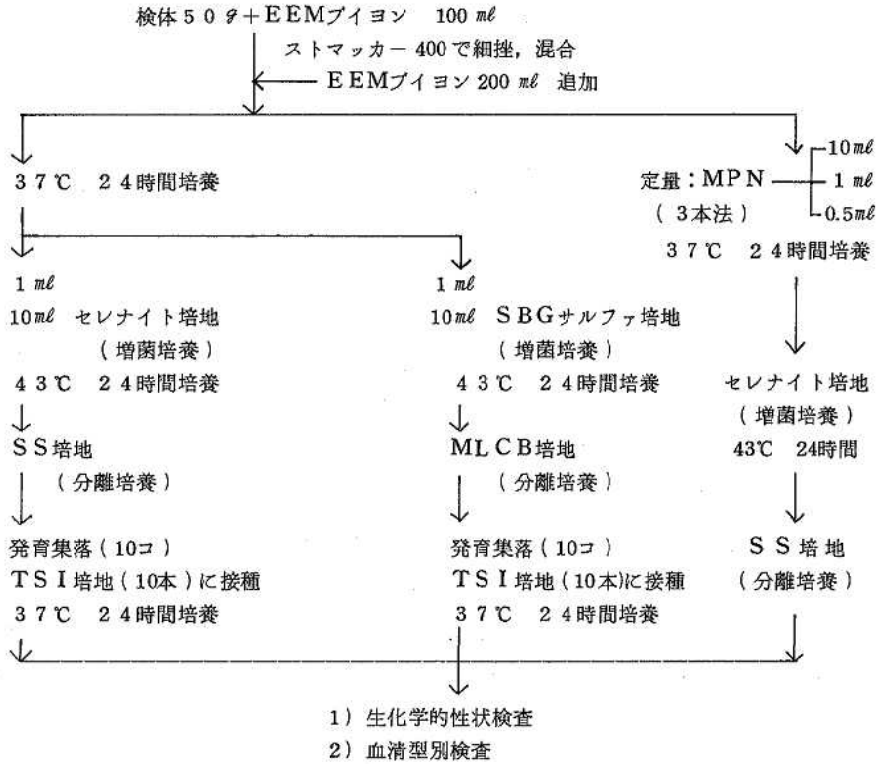 検体50g+EEMブイヨン 100ml
ストマッカー400で細挫，混合
EEMブイヨン200ml 追加
37℃ 24時間培養
定量：MPN
10ml
1ml
0.5ml
(3本法)
37℃ 24時間培養
1ml
10ml セレナイト培地
(増菌培養)
43℃ 24時間培養
SS培地
(分離培養)
発育集落(10コ)
TSI培地(10本)に接種
37℃ 24時間培養
1ml
10ml SBGサルファ培地
(増菌培養)
43℃ 24時間培養
MLCB培地
(分離培養)
発育集落(10コ)
TSI培地(10本)に接種
37℃ 24時間培養
セレナイト培地
(増菌培養)
43℃ 24時間
SS培地
(分離培養)
1) 生化学的性状検査
2) 血清型別検査